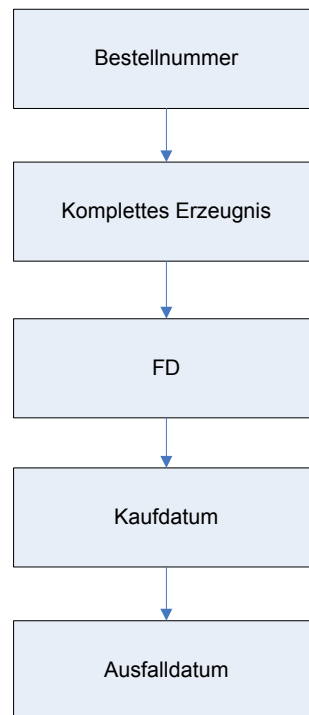 Bestellnummer
Komplettes Erzeugnis
FD
Kaufdatum
Ausfalldatum